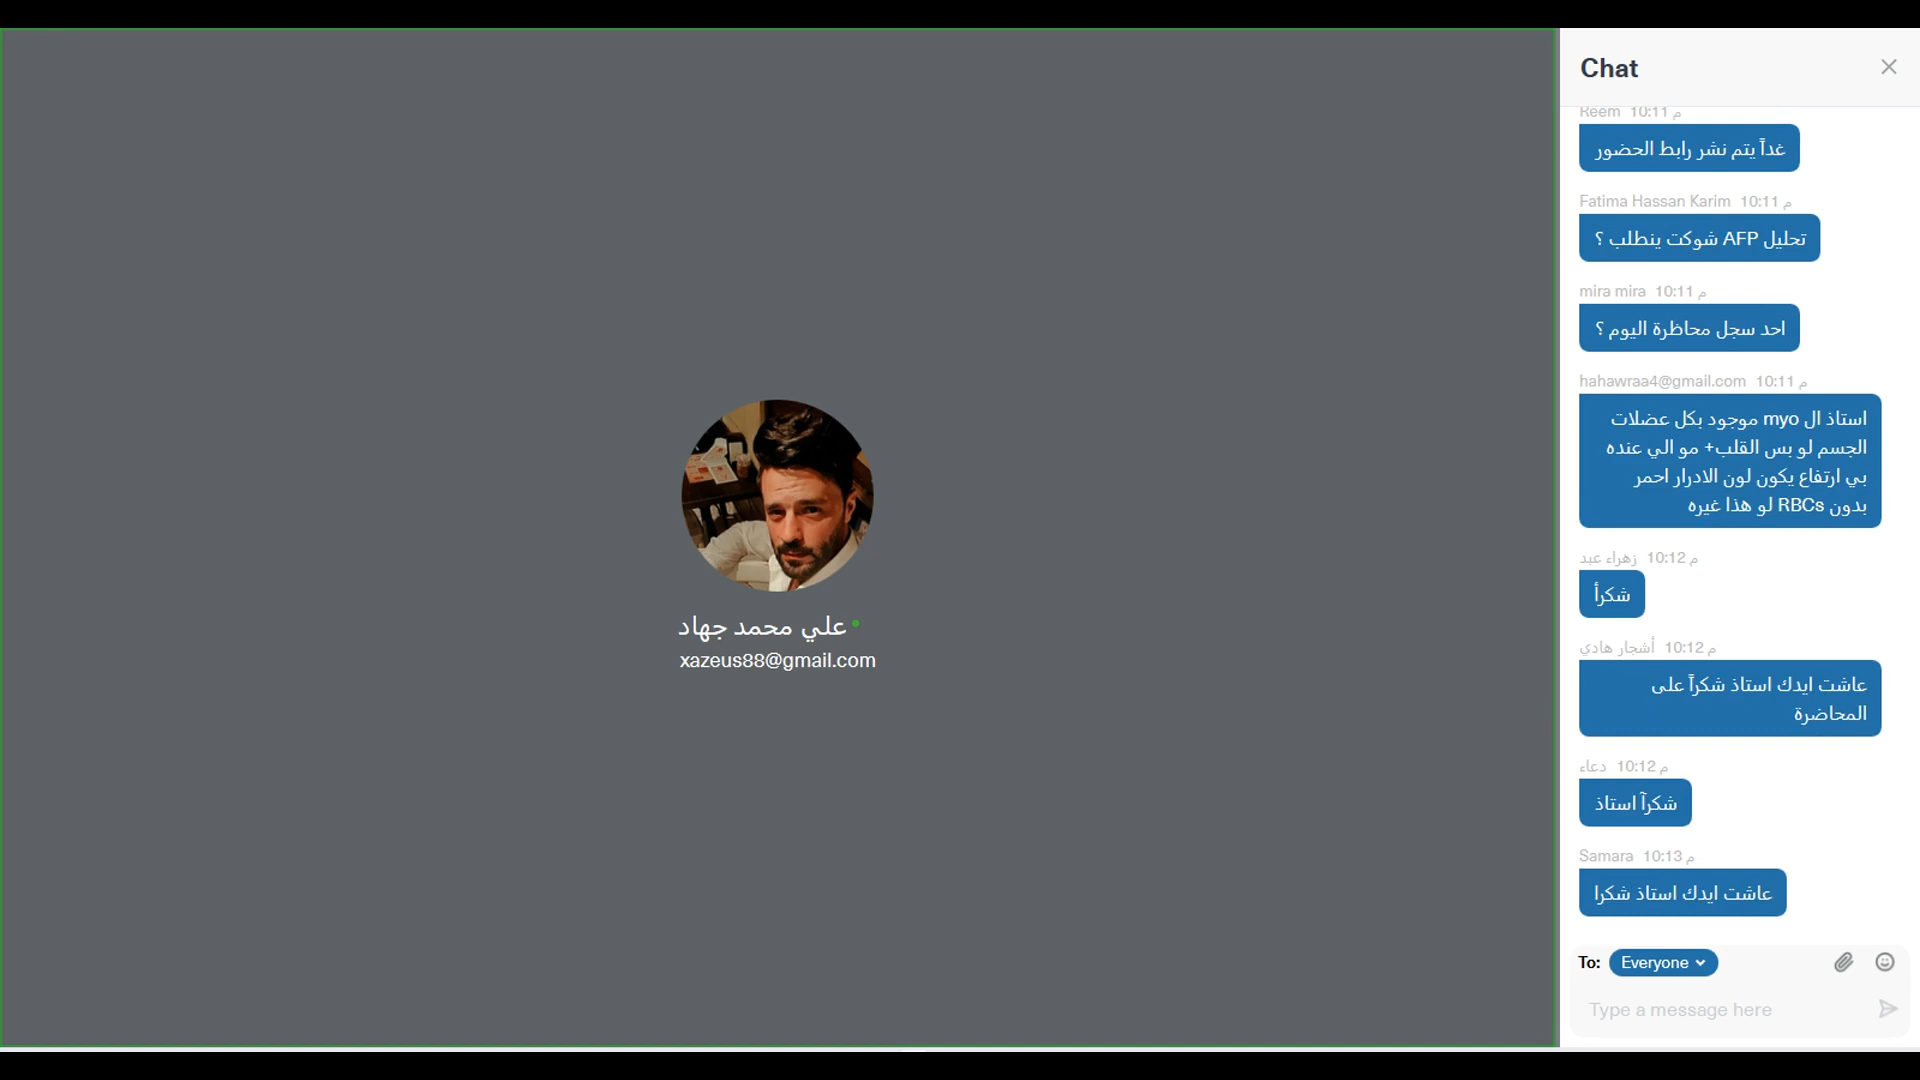 Chat
Reem 10:11 م
غداً يتم نشر رابط الحضور
Fatima Hassan Karim 10:11 م
تحليل AFP شوكت ينطلب ؟
mira mira 10:11 م
احد سجل محاظرة اليوم ؟
hahawraa4@gmail.com 10:11 م
استاذ ال myo موجود بكل عضلات
الجسم لو بس القلب+ مو الي عنده
بي ارتفاع يكون لون الادرار احمر
بدون RBCs لو هذا غيره
زهراء عبد 10:12 م
شكرأ
أشجار هادي 10:12 م
عاشت ايدك استاذ شكراً على
المحاضرة
دعاء 10:12 م
شكرآ استاذ
Samara 10:13 م
عاشت ايدك استاذ شكرا
To: Everyone
Type a message here
علي محمد جهاد
xazeus88@gmail.com